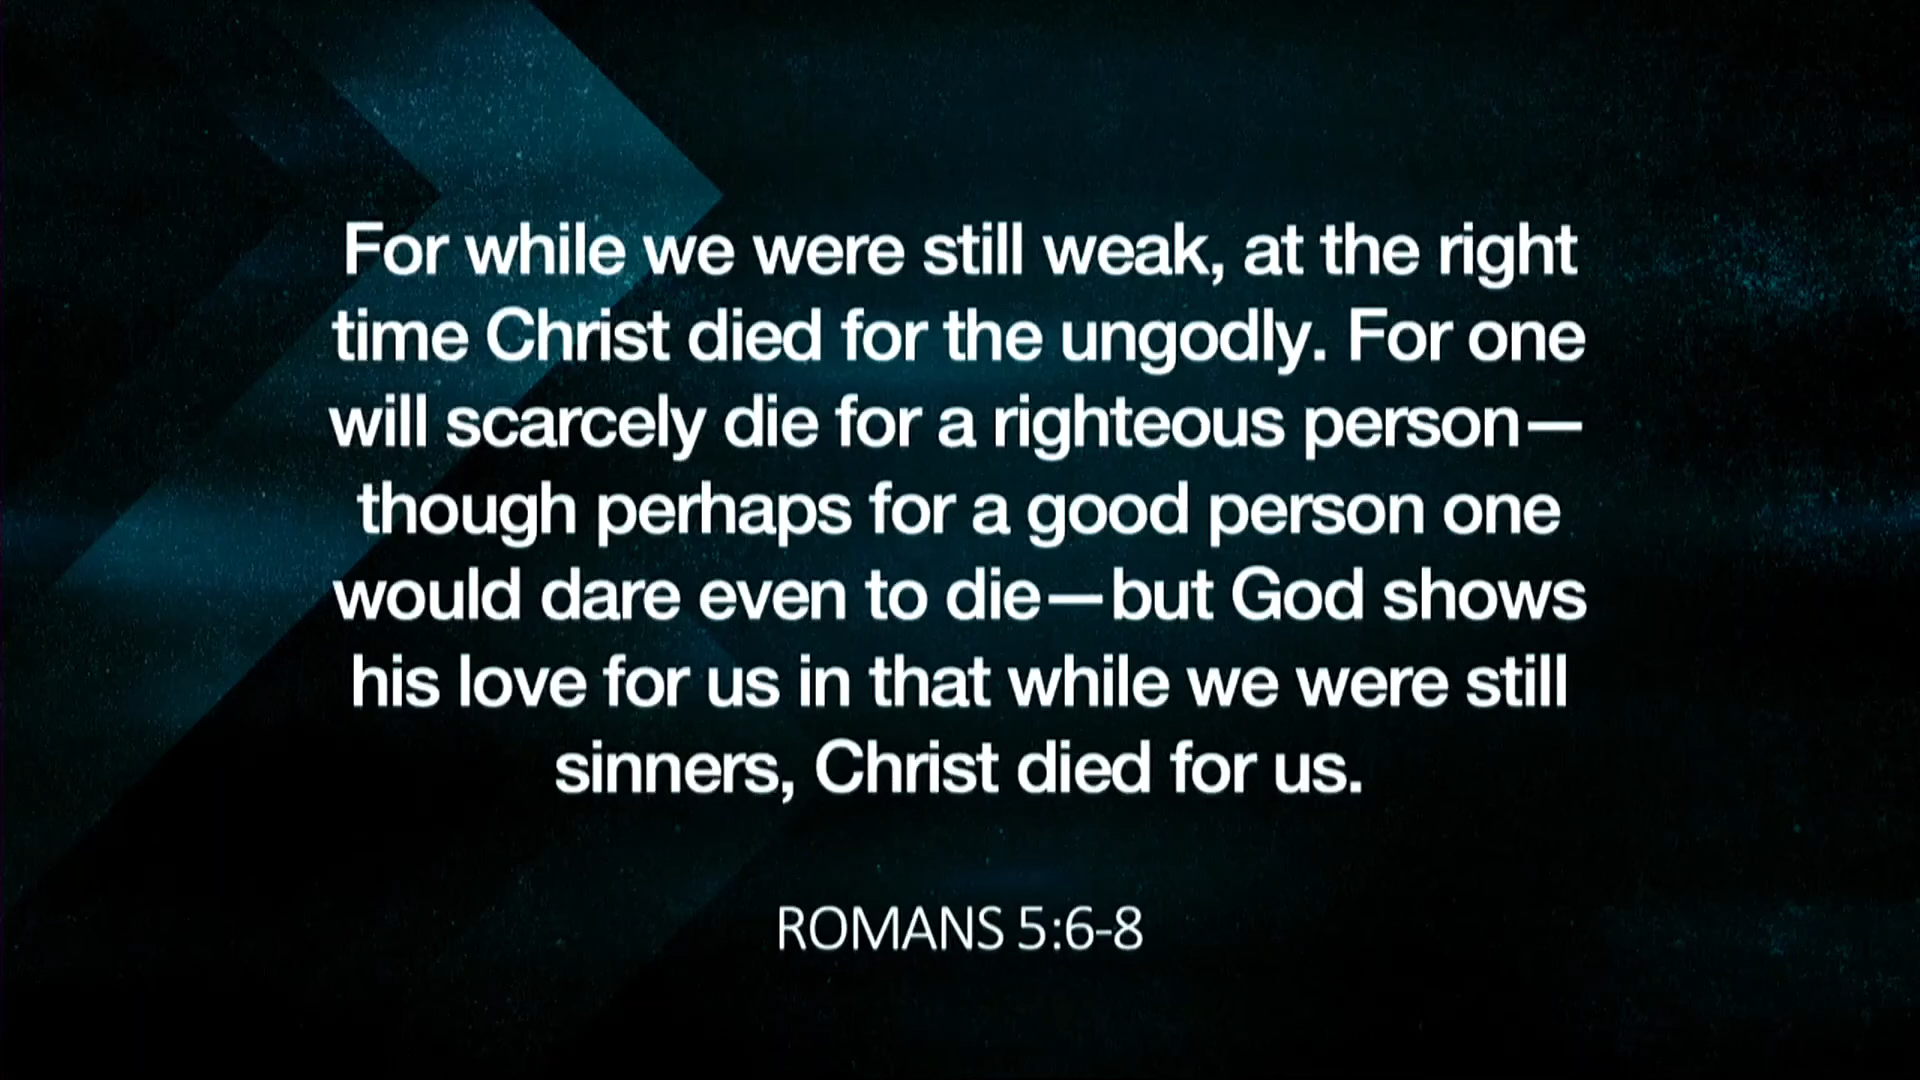 For while we were still weak, at the right
time Christ died for the ungodly. For one
will scarcely die for a righteous person—
though perhaps for a good person one
would dare even to die—but God shows
his love for us in that while we were still
sinners, Christ died for us.
ROMANS 5:6-8